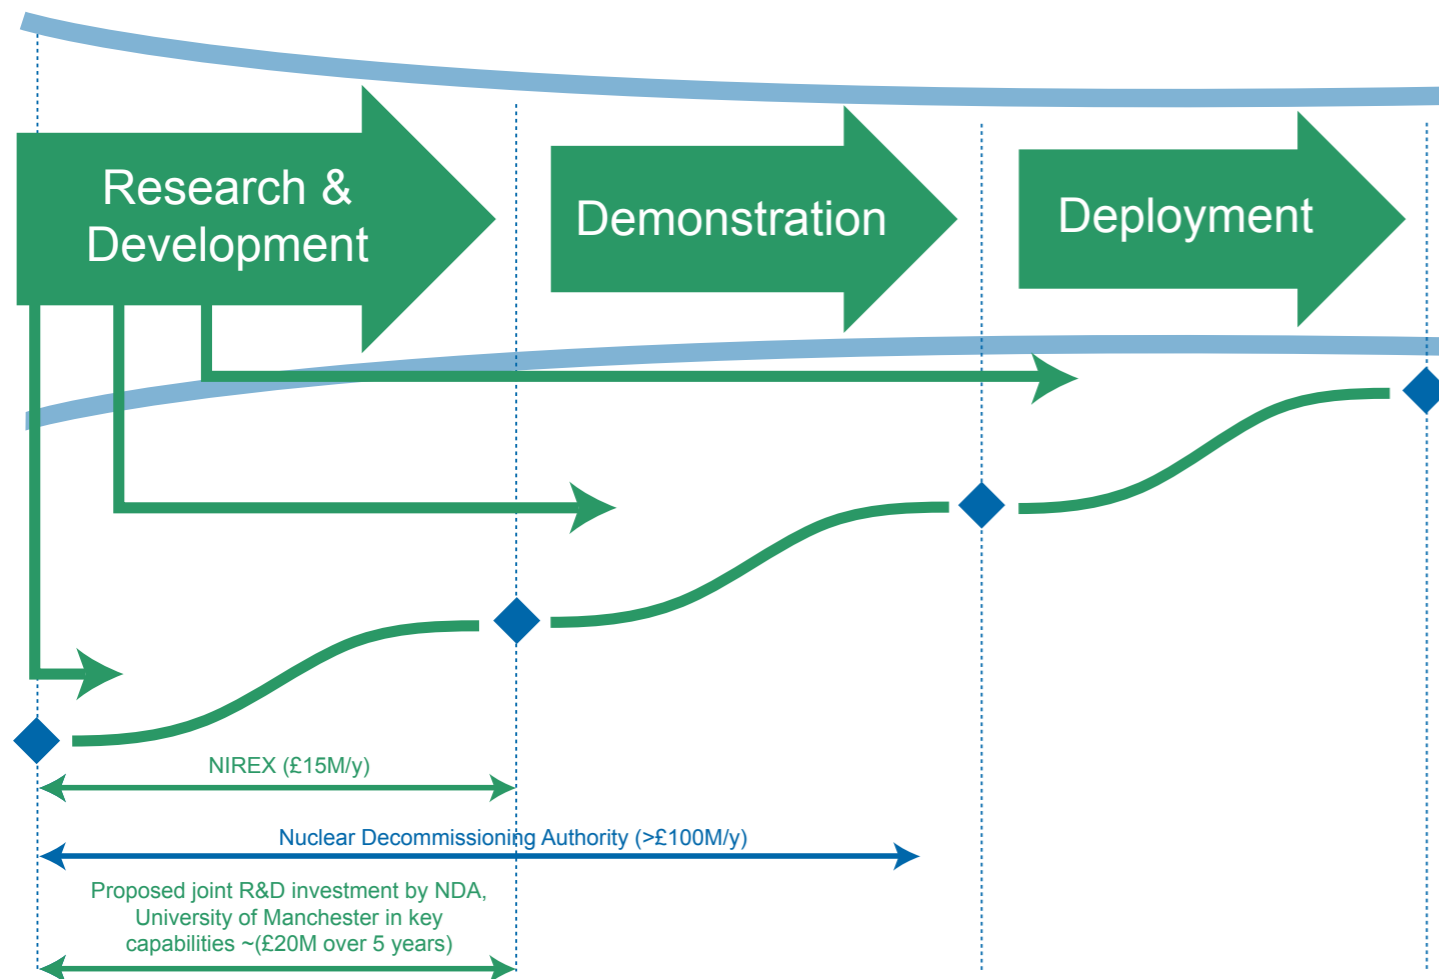 Research &
Development
Demonstration
Deployment
NIREX (£15M/y)
Nuclear Decommissioning Authority (>£100M/y)
Proposed joint R&D investment by NDA,
University of Manchester in key
capabilities ~(£20M over 5 years)